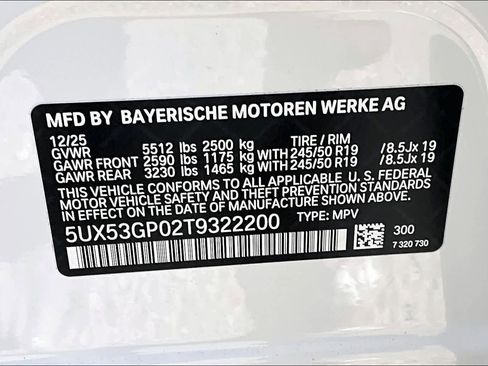 MFD BY BAYERISCHE MOTOREN WERKE AG
12/25 TIRE / RIM
GVWR 5512 lbs 2500 kg
GAWR FRONT 2590 lbs 1175 kg WITH 245/50 R19 / 8.5Jx 19
GAWR REAR 3230 lbs 1465 kg WITH 245/50 R19 / 8.5Jx 19
THIS VEHICLE CONFORMS TO ALL APPLICABLE U. S. FEDERAL
MOTOR VEHICLE SAFETY AND THEFT PREVENTION STANDARDS
IN EFFECT ON THE DATE OF MANUFACTURE SHOWN ABOVE.
5UX53GP02T9322200 TYPE: MPV
300
7 320 730